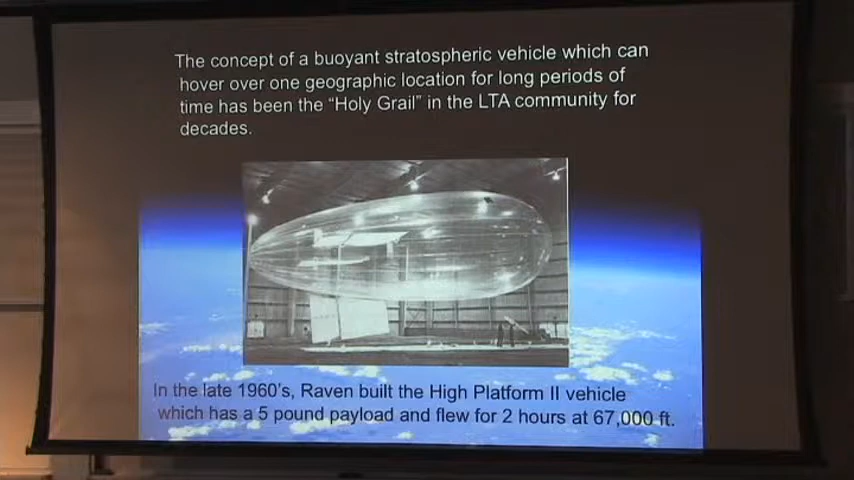 The concept of a buoyant stratospheric vehicle which can
hover over one geographic location for long periods of
time has been the “Holy Grail” in the LTA community for
decades.
In the late 1960’s, Raven built the High Platform II vehicle
which has a 5 pound payload and flew for 2 hours at 67,000 ft.